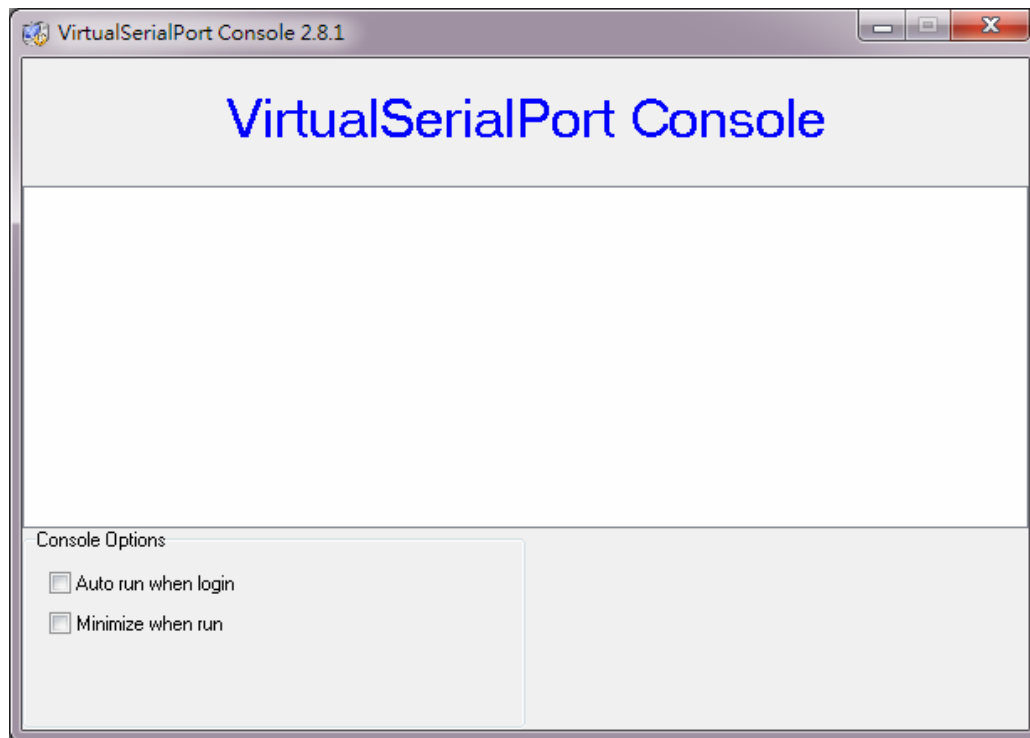 VirtualSerialPort Console 2.8.1
VirtualSerialPort Console
Console Options
Auto run when login
Minimize when run